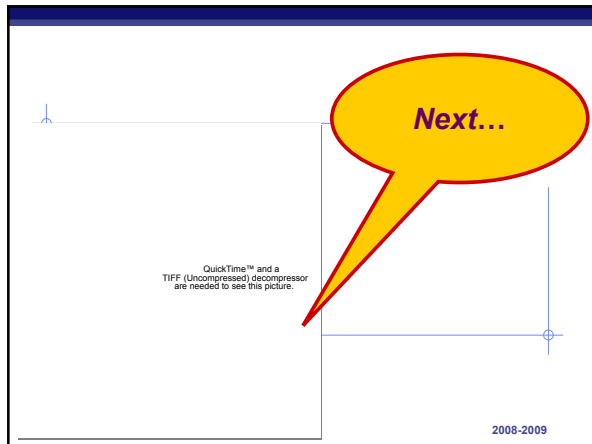 Next…
QuickTime™ and a
TIFF (Uncompressed) decompressor
are needed to see this picture.
2008-2009